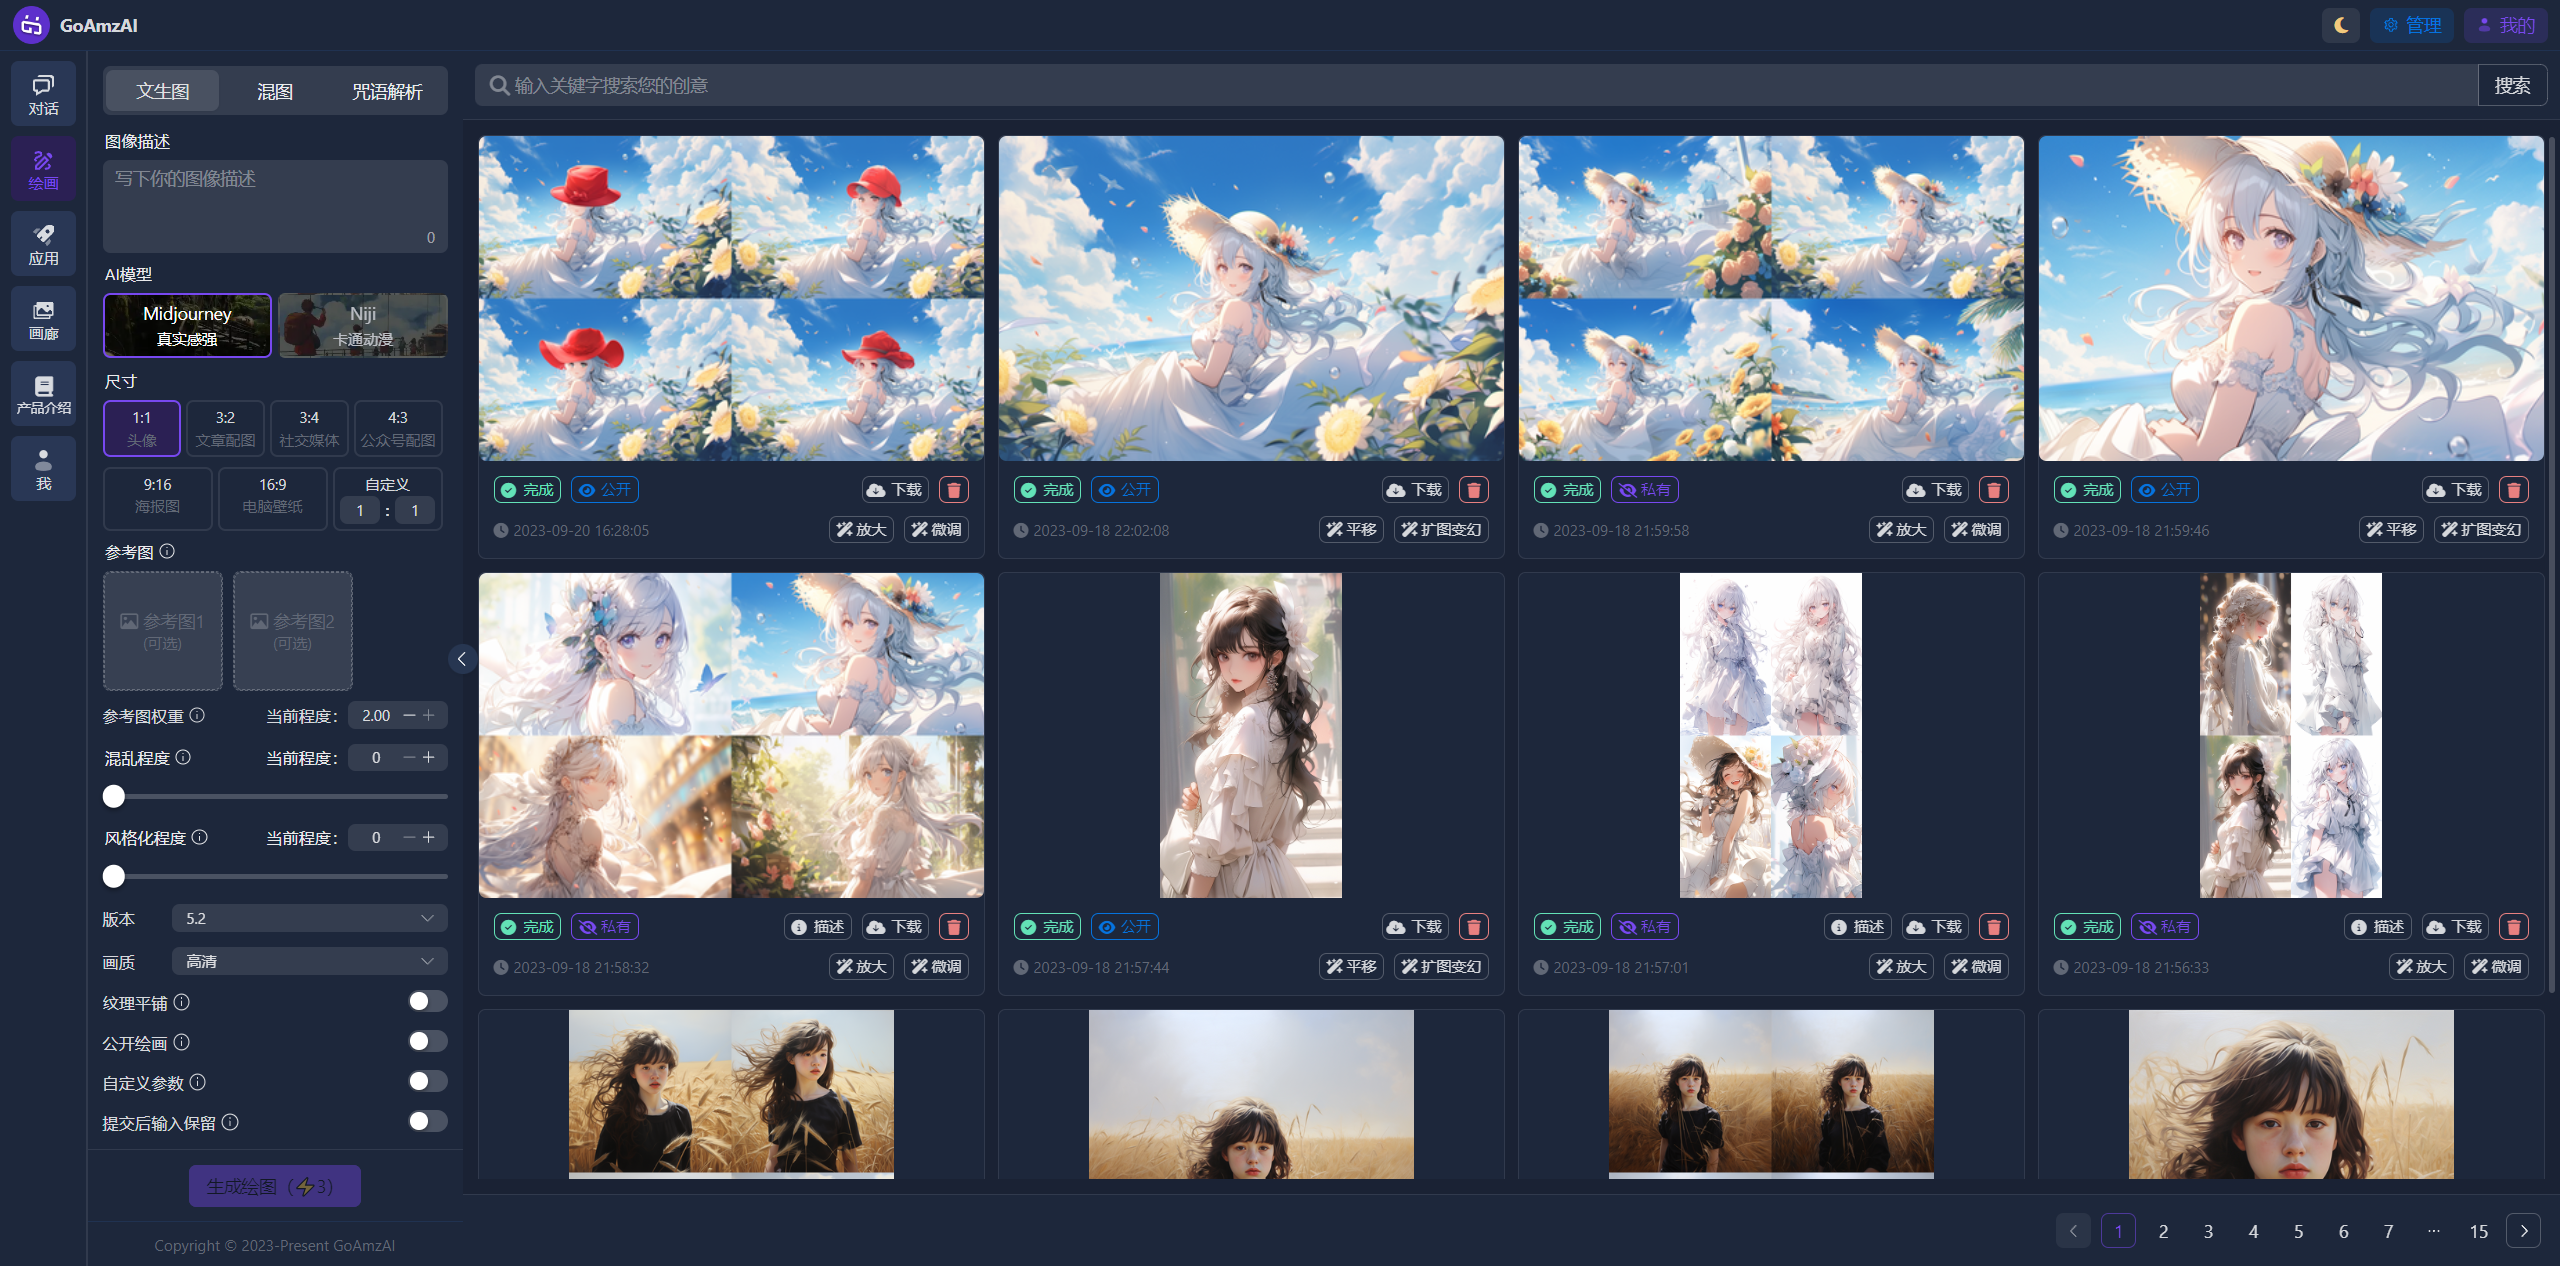 GoAmzAI
管理
我的
对话
绘画
应用
画廊
产品介绍
我
文生图
混图
咒语解析
图像描述
写下你的图像描述
0
AI模型
Midjourney
真实感强
Niji
卡通动漫
尺寸
1:1
头像
3:2
文章配图
3:4
社交媒体
4:3
公众号配图
9:16
海报图
16:9
电脑壁纸
自定义
1 : 1
参考图
参考图1
(可选)
参考图2
(可选)
参考图权重 当前程度: 2.00
混乱程度 当前程度: 0
风格化程度 当前程度: 0
版本 5.2
画质 高清
纹理平铺
公开绘画
自定义参数
提交后输入保留
生成绘图（⚡3）
Copyright © 2023-Present GoAmzAI
输入关键字搜索您的创意
搜索
完成 公开 下载
2023-09-20 16:28:05 放大 微调
完成 公开 下载
2023-09-18 22:02:08 平移 扩图变幻
完成 私有 下载
2023-09-18 21:59:58 放大 微调
完成 公开 下载
2023-09-18 21:59:46 平移 扩图变幻
完成 私有 描述 下载
2023-09-18 21:58:32 放大 微调
完成 公开 下载
2023-09-18 21:57:44 平移 扩图变幻
完成 私有 描述 下载
2023-09-18 21:57:01 放大 微调
完成 私有 描述 下载
2023-09-18 21:56:33 放大 微调
1 2 3 4 5 6 7 ··· 15